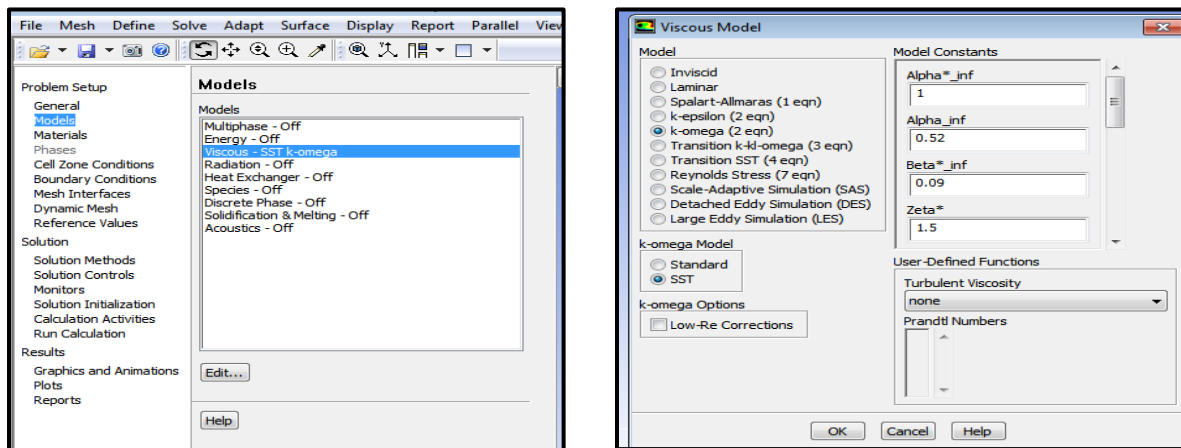 File Mesh Define Solve Adapt Surface Display Report Parallel View
Problem Setup
General
Models
Materials
Phases
Cell Zone Conditions
Boundary Conditions
Mesh Interfaces
Dynamic Mesh
Reference Values
Solution
Solution Methods
Solution Controls
Monitors
Solution Initialization
Calculation Activities
Run Calculation
Results
Graphics and Animations
Plots
Reports
Models
Models
Multiphase - Off
Energy - Off
Viscous - SST k-omega
Radiation - Off
Heat Exchanger - Off
Species - Off
Discrete Phase - Off
Solidification & Melting - Off
Acoustics - Off
Edit...
Help
Viscous Model
Model
Inviscid
Laminar
Spalart-Allmaras (1 eqn)
k-epsilon (2 eqn)
k-omega (2 eqn)
Transition k-kl-omega (3 eqn)
Transition SST (4 eqn)
Reynolds Stress (7 eqn)
Scale-Adaptive Simulation (SAS)
Detached Eddy Simulation (DES)
Large Eddy Simulation (LES)
k-omega Model
Standard
SST
k-omega Options
Low-Re Corrections
Model Constants
Alpha*_inf
1
Alpha_inf
0.52
Beta*_inf
0.09
Zeta*
1.5
User-Defined Functions
Turbulent Viscosity
none
Prandtl Numbers
OK Cancel Help